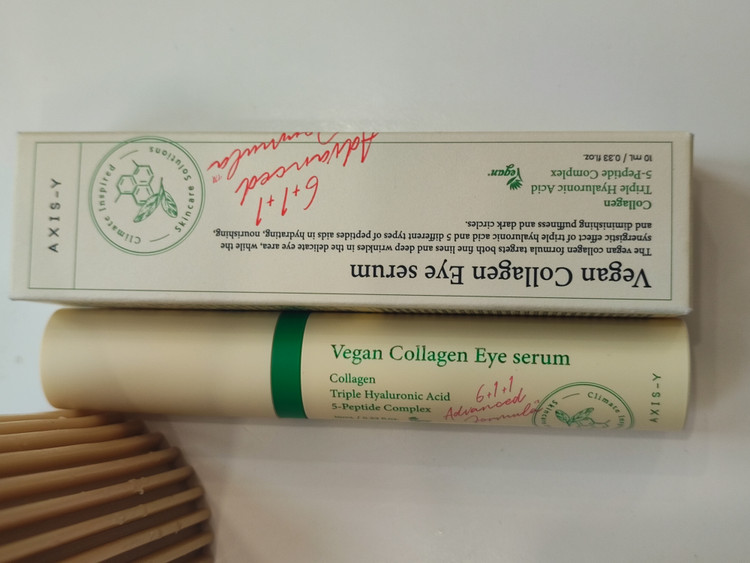 AXIS-Y
Climate Inspired — Skincare Solutions —
6+1+1
Advanced
Formula™
Vegan Collagen Eye serum
The vegan collagen formula targets both fine lines and deep wrinkles in the delicate eye area, while the
synergistic effect of triple hyaluronic acid and 5 different types of peptides aids in hydrating, nourishing,
and diminishing puffiness and dark circles.
Collagen
Triple Hyaluronic Acid
5-Peptide Complex
Vegan
10 mL / 0.33 fl.oz.
Vegan Collagen Eye serum
Collagen
Triple Hyaluronic Acid
5-Peptide Complex
6+1+1
Advanced
Formula™
Climate
AXIS-Y